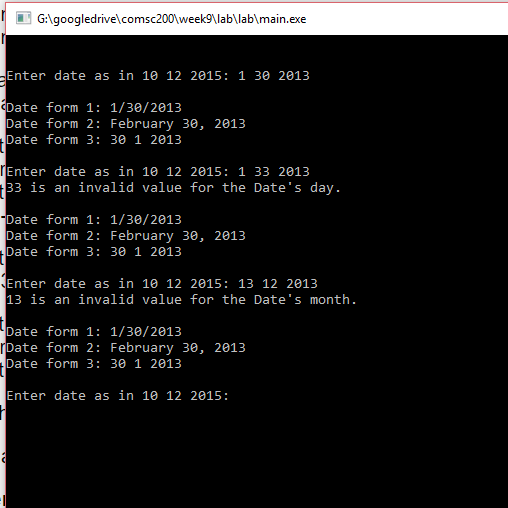 G:\googledrive\comsc200\week9\lab\lab\main.exe
Enter date as in 10 12 2015: 1 30 2013
Date form 1: 1/30/2013
Date form 2: February 30, 2013
Date form 3: 30 1 2013
Enter date as in 10 12 2015: 1 33 2013
33 is an invalid value for the Date's day.
Date form 1: 1/30/2013
Date form 2: February 30, 2013
Date form 3: 30 1 2013
Enter date as in 10 12 2015: 13 12 2013
13 is an invalid value for the Date's month.
Date form 1: 1/30/2013
Date form 2: February 30, 2013
Date form 3: 30 1 2013
Enter date as in 10 12 2015: